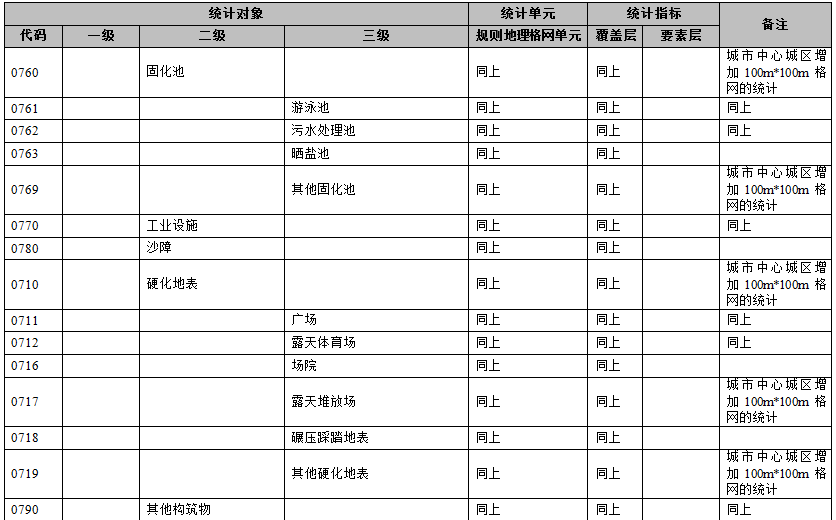 统计对象 统计单元 统计指标 备注
代码 一级 二级 三级 规则地理格网单元 覆盖层 要素层
0760 固化池 同上 同上 城市中心城区增
加 100m*100m 格
网的统计
0761 游泳池 同上 同上 同上
0762 污水处理池 同上 同上 同上
0763 晒盐池 同上 同上
0769 其他固化池 同上 同上 城市中心城区增
加 100m*100m 格
网的统计
0770 工业设施 同上 同上 同上
0780 沙障 同上 同上
0710 硬化地表 同上 同上 城市中心城区增
加 100m*100m 格
网的统计
0711 广场 同上 同上 同上
0712 露天体育场 同上 同上 同上
0716 场院 同上 同上
0717 露天堆放场 同上 同上 城市中心城区增
加 100m*100m 格
网的统计
0718 碾压踩踏地表 同上 同上
0719 其他硬化地表 同上 同上 城市中心城区增
加 100m*100m 格
网的统计
0790 其他构筑物 同上 同上 同上